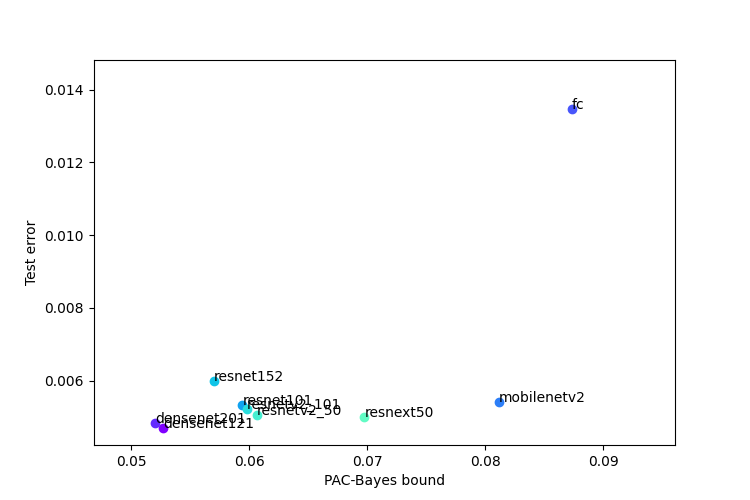 0.014
fc
0.012
0.010
Test error
0.008
0.006
resnet152
resnet101
resnetv2_101
resnetv2_50
resnext50
mobilenetv2
densenet201
densenet121
0.05
0.06
0.07
0.08
0.09
PAC-Bayes bound